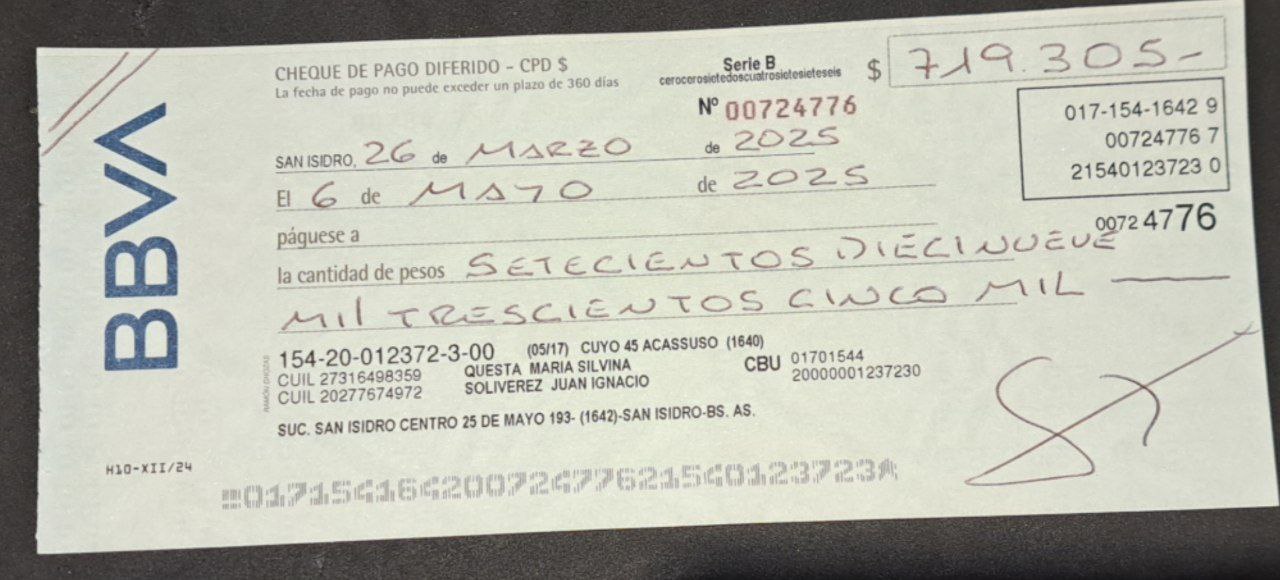 BBVA
CHEQUE DE PAGO DIFERIDO - CPD $
La fecha de pago no puede exceder un plazo de 360 días
Serie B
cerocerosietedoscuatrosietesieteseis
$ 719.305-
Nº 00724776
017-154-1642 9
00724776 7
21540123723 0
SAN ISIDRO, 26 de MARZO de 2025
El 6 de MAYO de 2025
páguese a
00724776
la cantidad de pesos SETECIENTOS DIECINUEVE
MIL TRESCIENTOS CINCO MIL
154-20-012372-3-00 (05/17) CUYO 45 ACASSUSO (1640)
CUIL 27316498359 QUESTA MARIA SILVINA CBU 01701544
CUIL 20277674972 SOLIVEREZ JUAN IGNACIO 20000001237230
SUC. SAN ISIDRO CENTRO 25 DE MAYO 193- (1642)-SAN ISIDRO-BS. AS.
H10-XII/24
01715416420072477621540123723